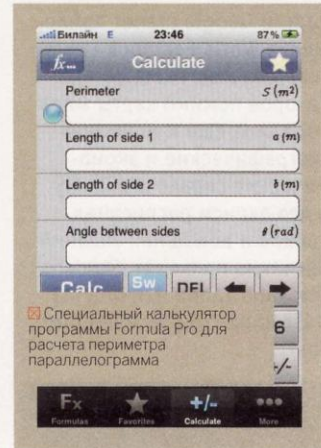 Билайн E 23:46 87%
fx... Calculate
Perimeter S (m²)
Length of side 1 a (m)
Length of side 2 b (m)
Angle between sides θ (rad)
Calc Sw DEL
Специальный калькулятор
программы Formula Pro для
расчета периметра
параллелограмма
6
-/-
Fx +/- •••
Formulas Favorites Calculate More